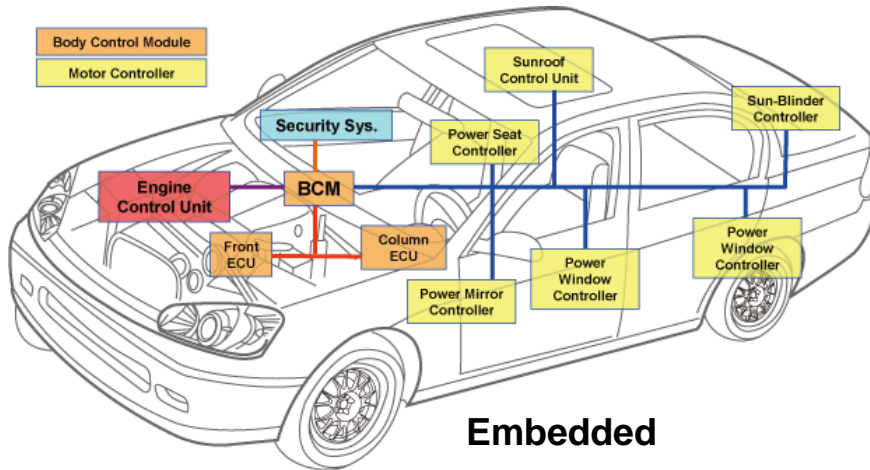 Body Control Module
Motor Controller
Sunroof
Control Unit
Sun-Blinder
Controller
Security Sys.
Power Seat
Controller
Engine
Control Unit
BCM
Front
ECU
Column
ECU
Power Mirror
Controller
Power
Window
Controller
Power
Window
Controller
Embedded